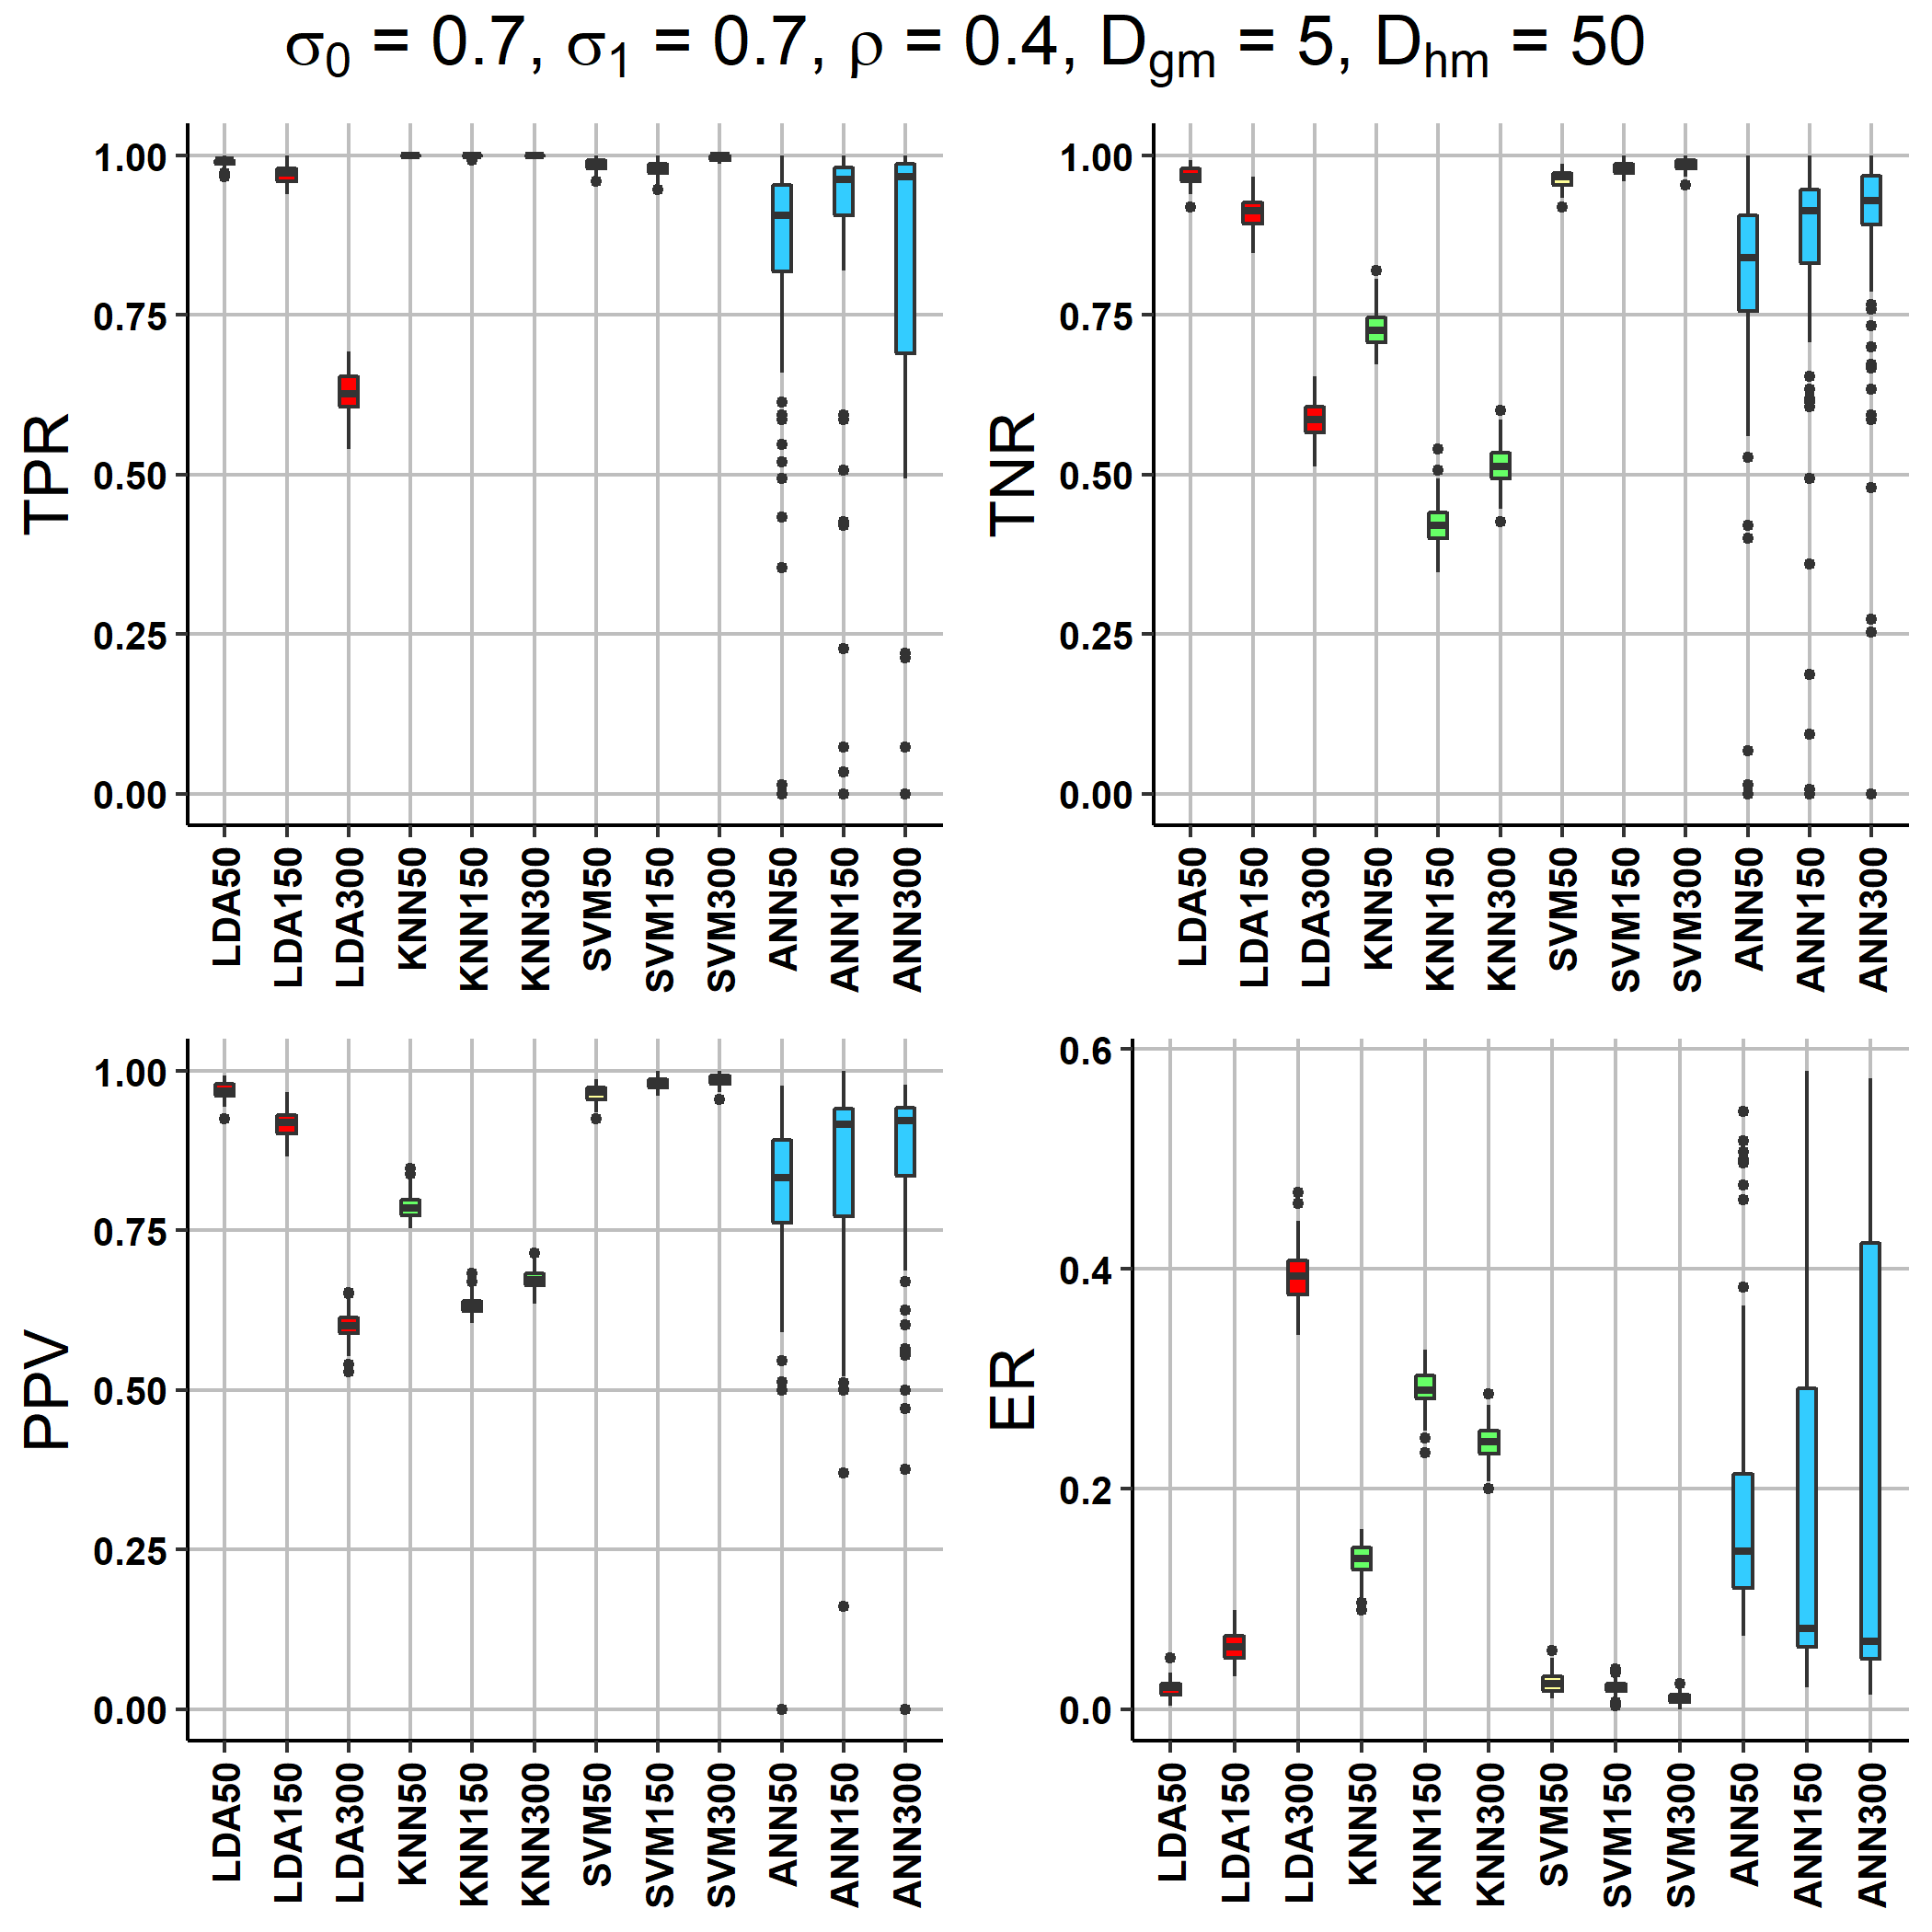 σ0 = 0.7, σ1 = 0.7, ρ = 0.4, Dgm = 5, Dhm = 50
TPR
1.00
0.75
0.50
0.25
0.00
LDA50
LDA150
LDA300
KNN50
KNN150
KNN300
SVM50
SVM150
SVM300
ANN50
ANN150
ANN300
TNR
1.00
0.75
0.50
0.25
0.00
LDA50
LDA150
LDA300
KNN50
KNN150
KNN300
SVM50
SVM150
SVM300
ANN50
ANN150
ANN300
PPV
1.00
0.75
0.50
0.25
0.00
LDA50
LDA150
LDA300
KNN50
KNN150
KNN300
SVM50
SVM150
SVM300
ANN50
ANN150
ANN300
ER
0.6
0.4
0.2
0.0
LDA50
LDA150
LDA300
KNN50
KNN150
KNN300
SVM50
SVM150
SVM300
ANN50
ANN150
ANN300